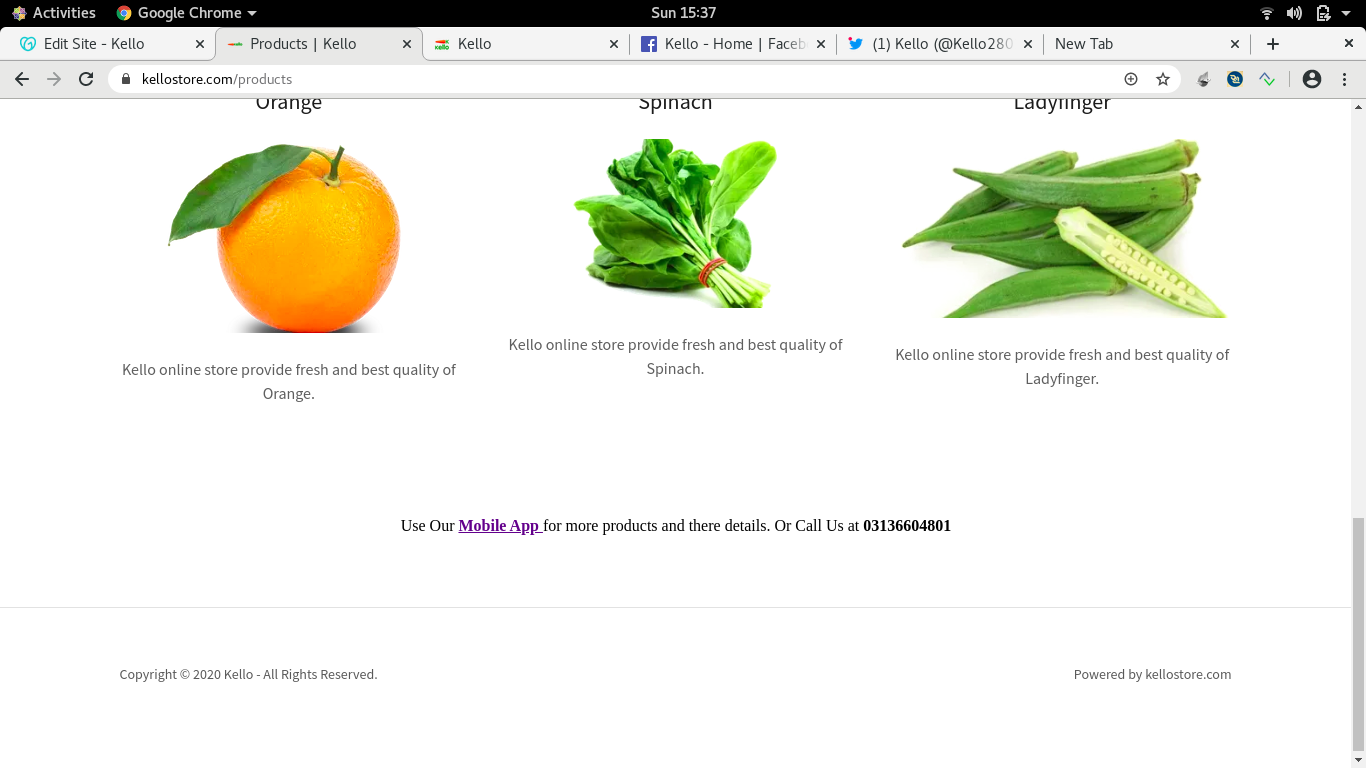 Activities Google Chrome Sun 15:37
Edit Site - Kello Products | Kello Kello Kello - Home | Faceb (1) Kello (@Kello280 New Tab
kellostore.com/products
Orange Spinach Ladyfinger
Kello online store provide fresh and best quality of
Orange.
Kello online store provide fresh and best quality of
Spinach.
Kello online store provide fresh and best quality of
Ladyfinger.
Use Our Mobile App for more products and there details. Or Call Us at 03136604801
Copyright © 2020 Kello - All Rights Reserved. Powered by kellostore.com